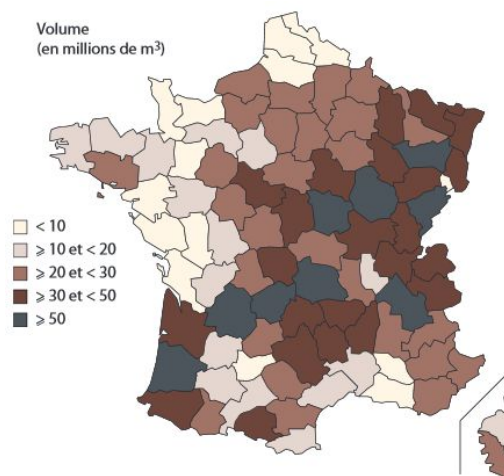 Volume
(en millions de m³)
< 10
⩾ 10 et < 20
⩾ 20 et < 30
⩾ 30 et < 50
⩾ 50